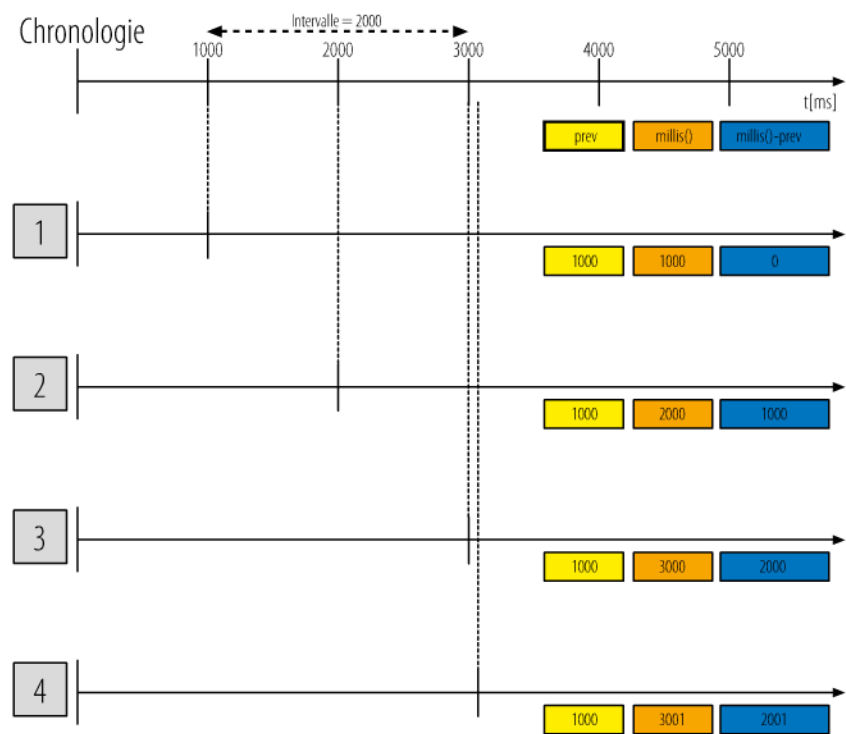 Chronologie
Intervalle = 2000
1000 2000 3000 4000 5000
t[ms]
prev millis() millis()-prev
1
1000 1000 0
2
1000 2000 1000
3
1000 3000 2000
4
1000 3001 2001